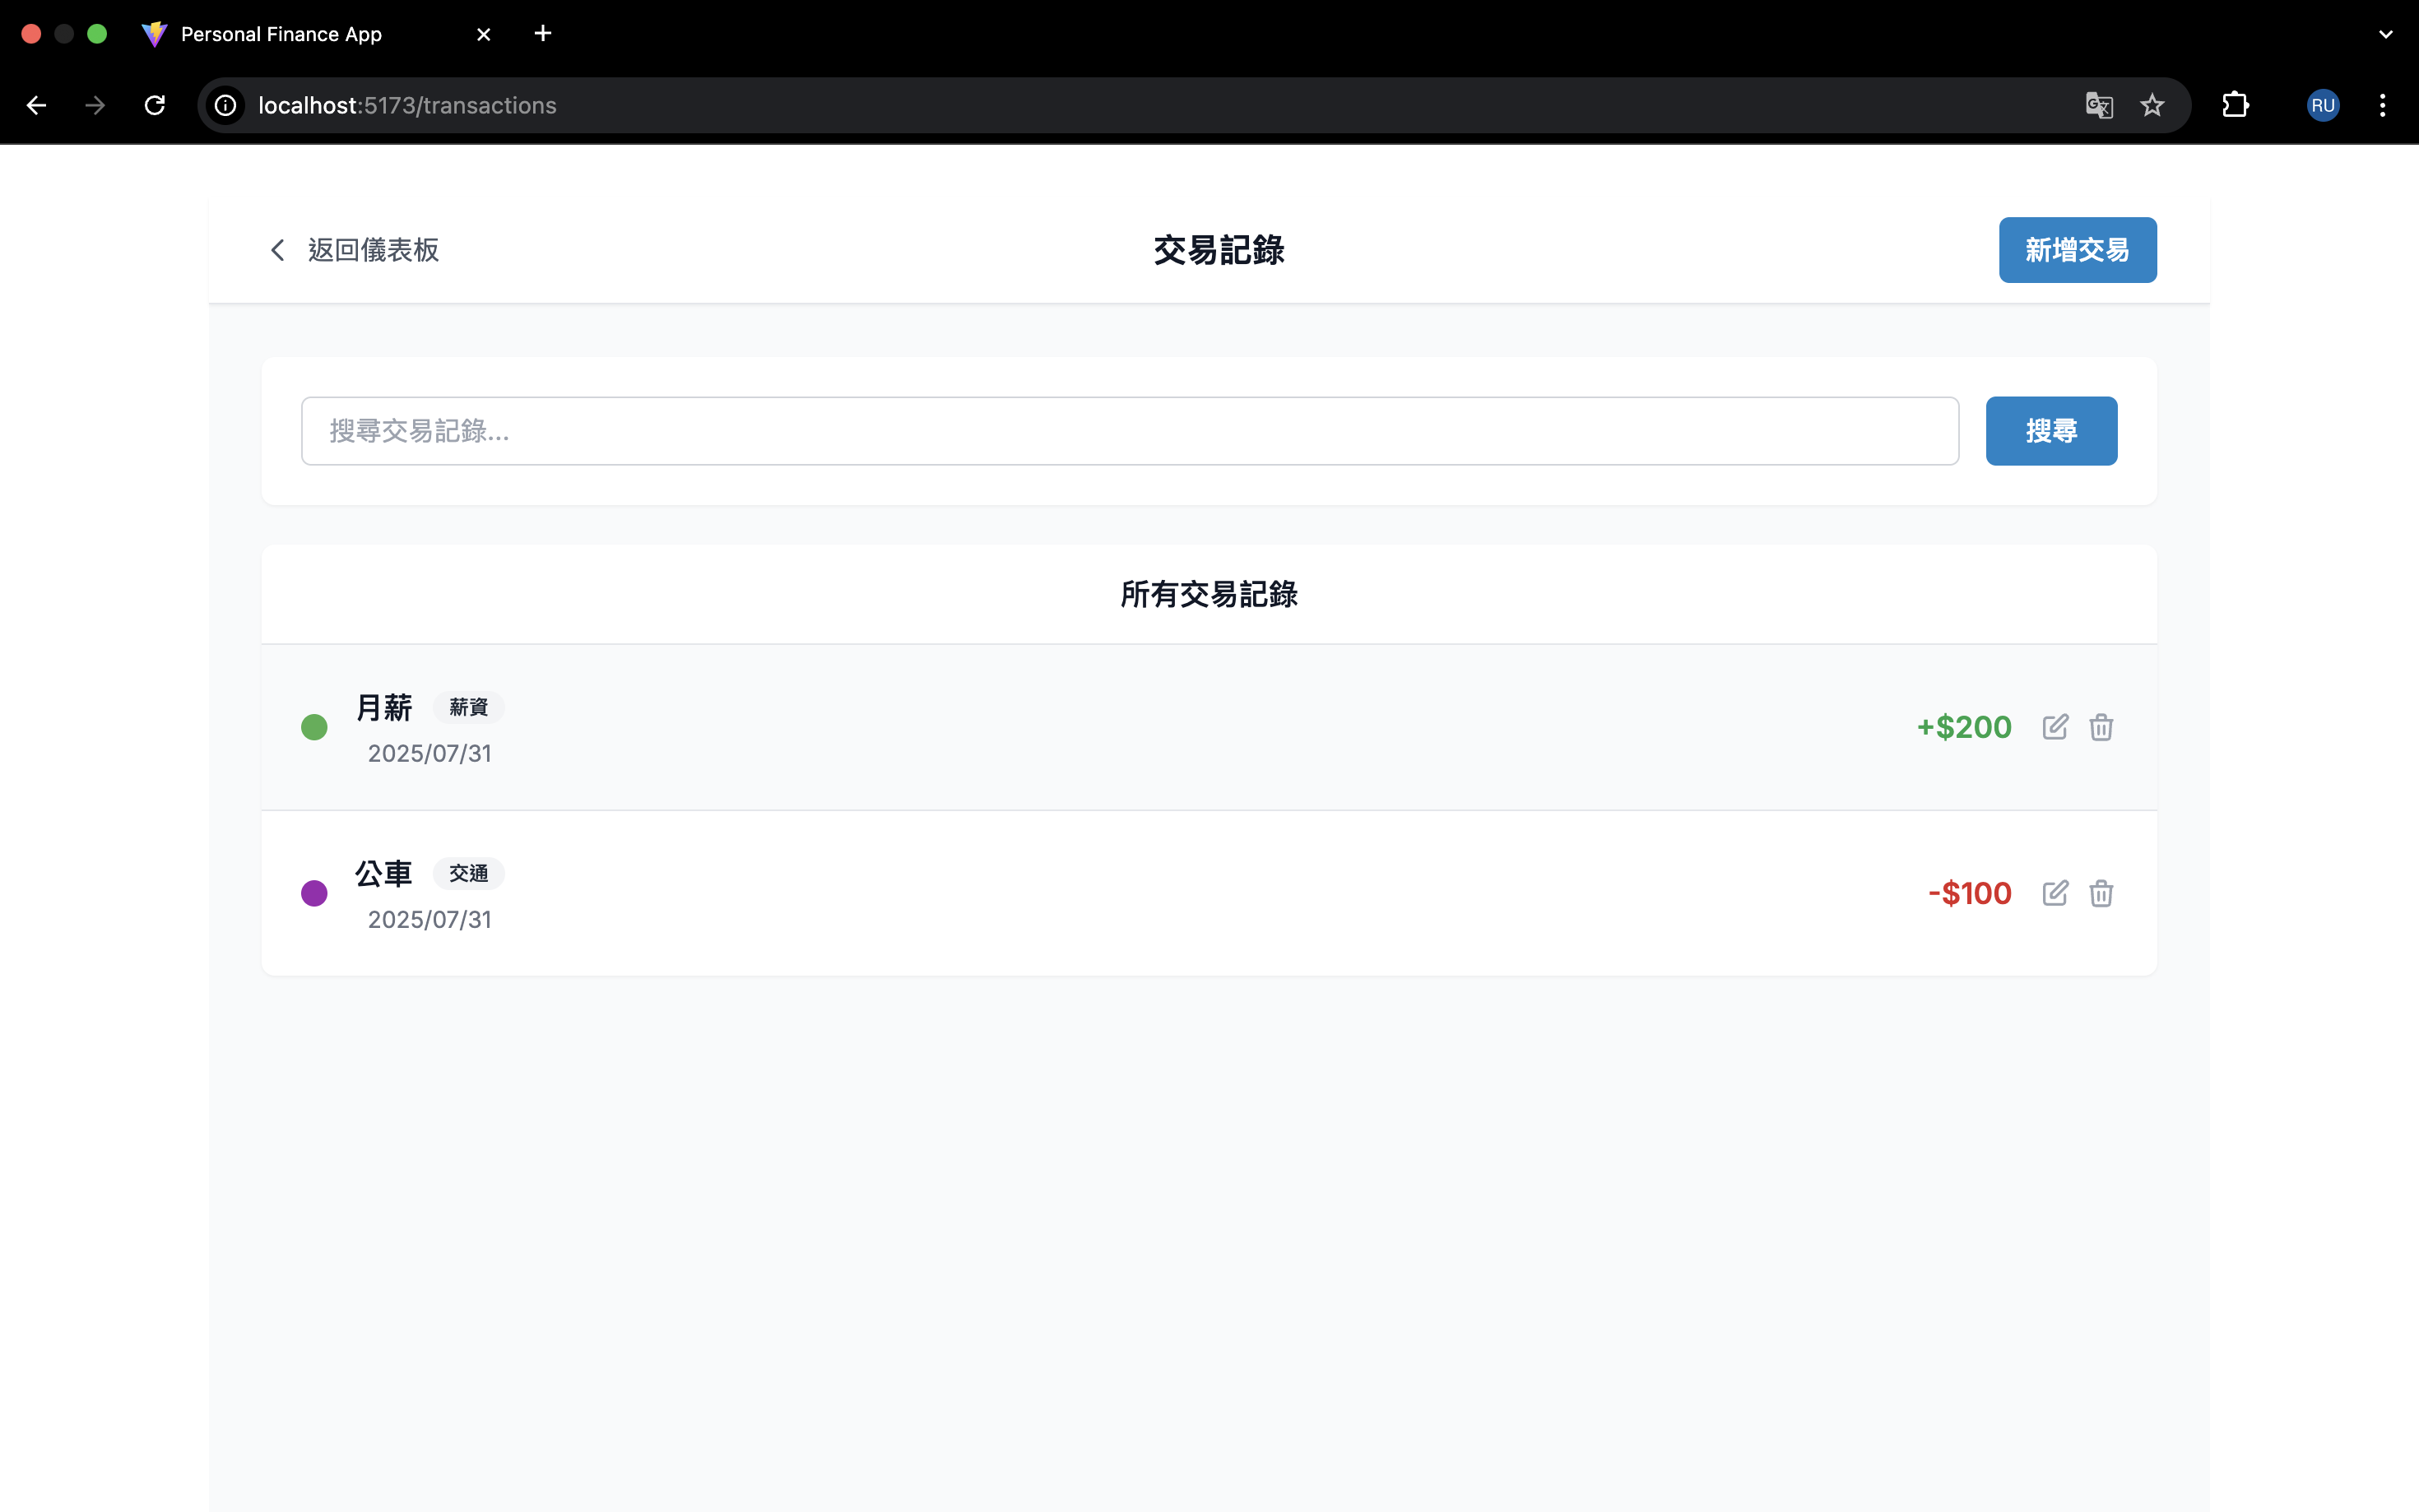 Personal Finance App
localhost:5173/transactions
RU
返回儀表板
交易記錄
新增交易
搜尋交易記錄...
搜尋
所有交易記錄
月薪 薪資
2025/07/31
+$200
公車 交通
2025/07/31
-$100